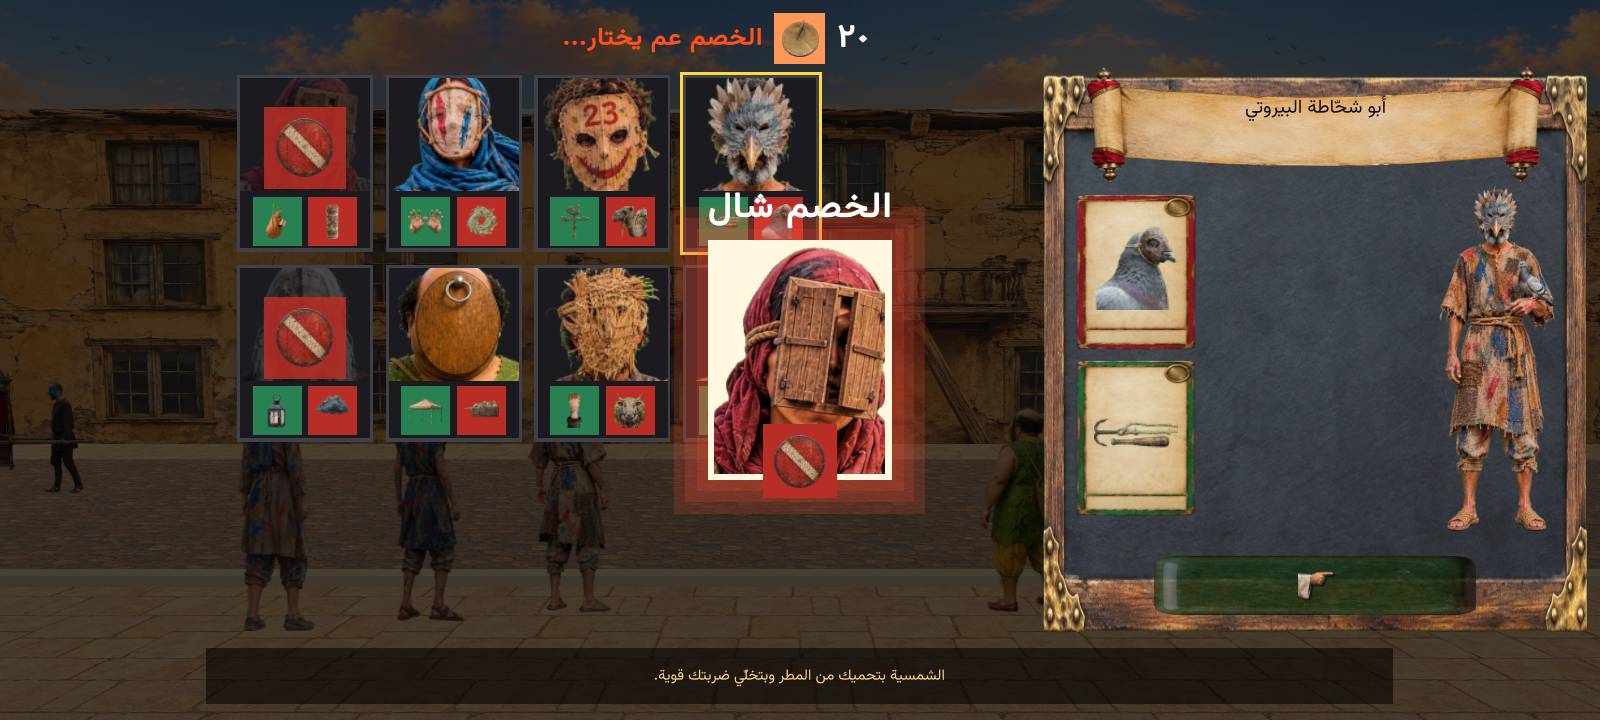 الخصم عم يختار...
٢٠
23
الخصم شال
أبو شحّاطة البيروتي
الشمسية بتحميك من المطر وبتخلّي ضربتك قوية.